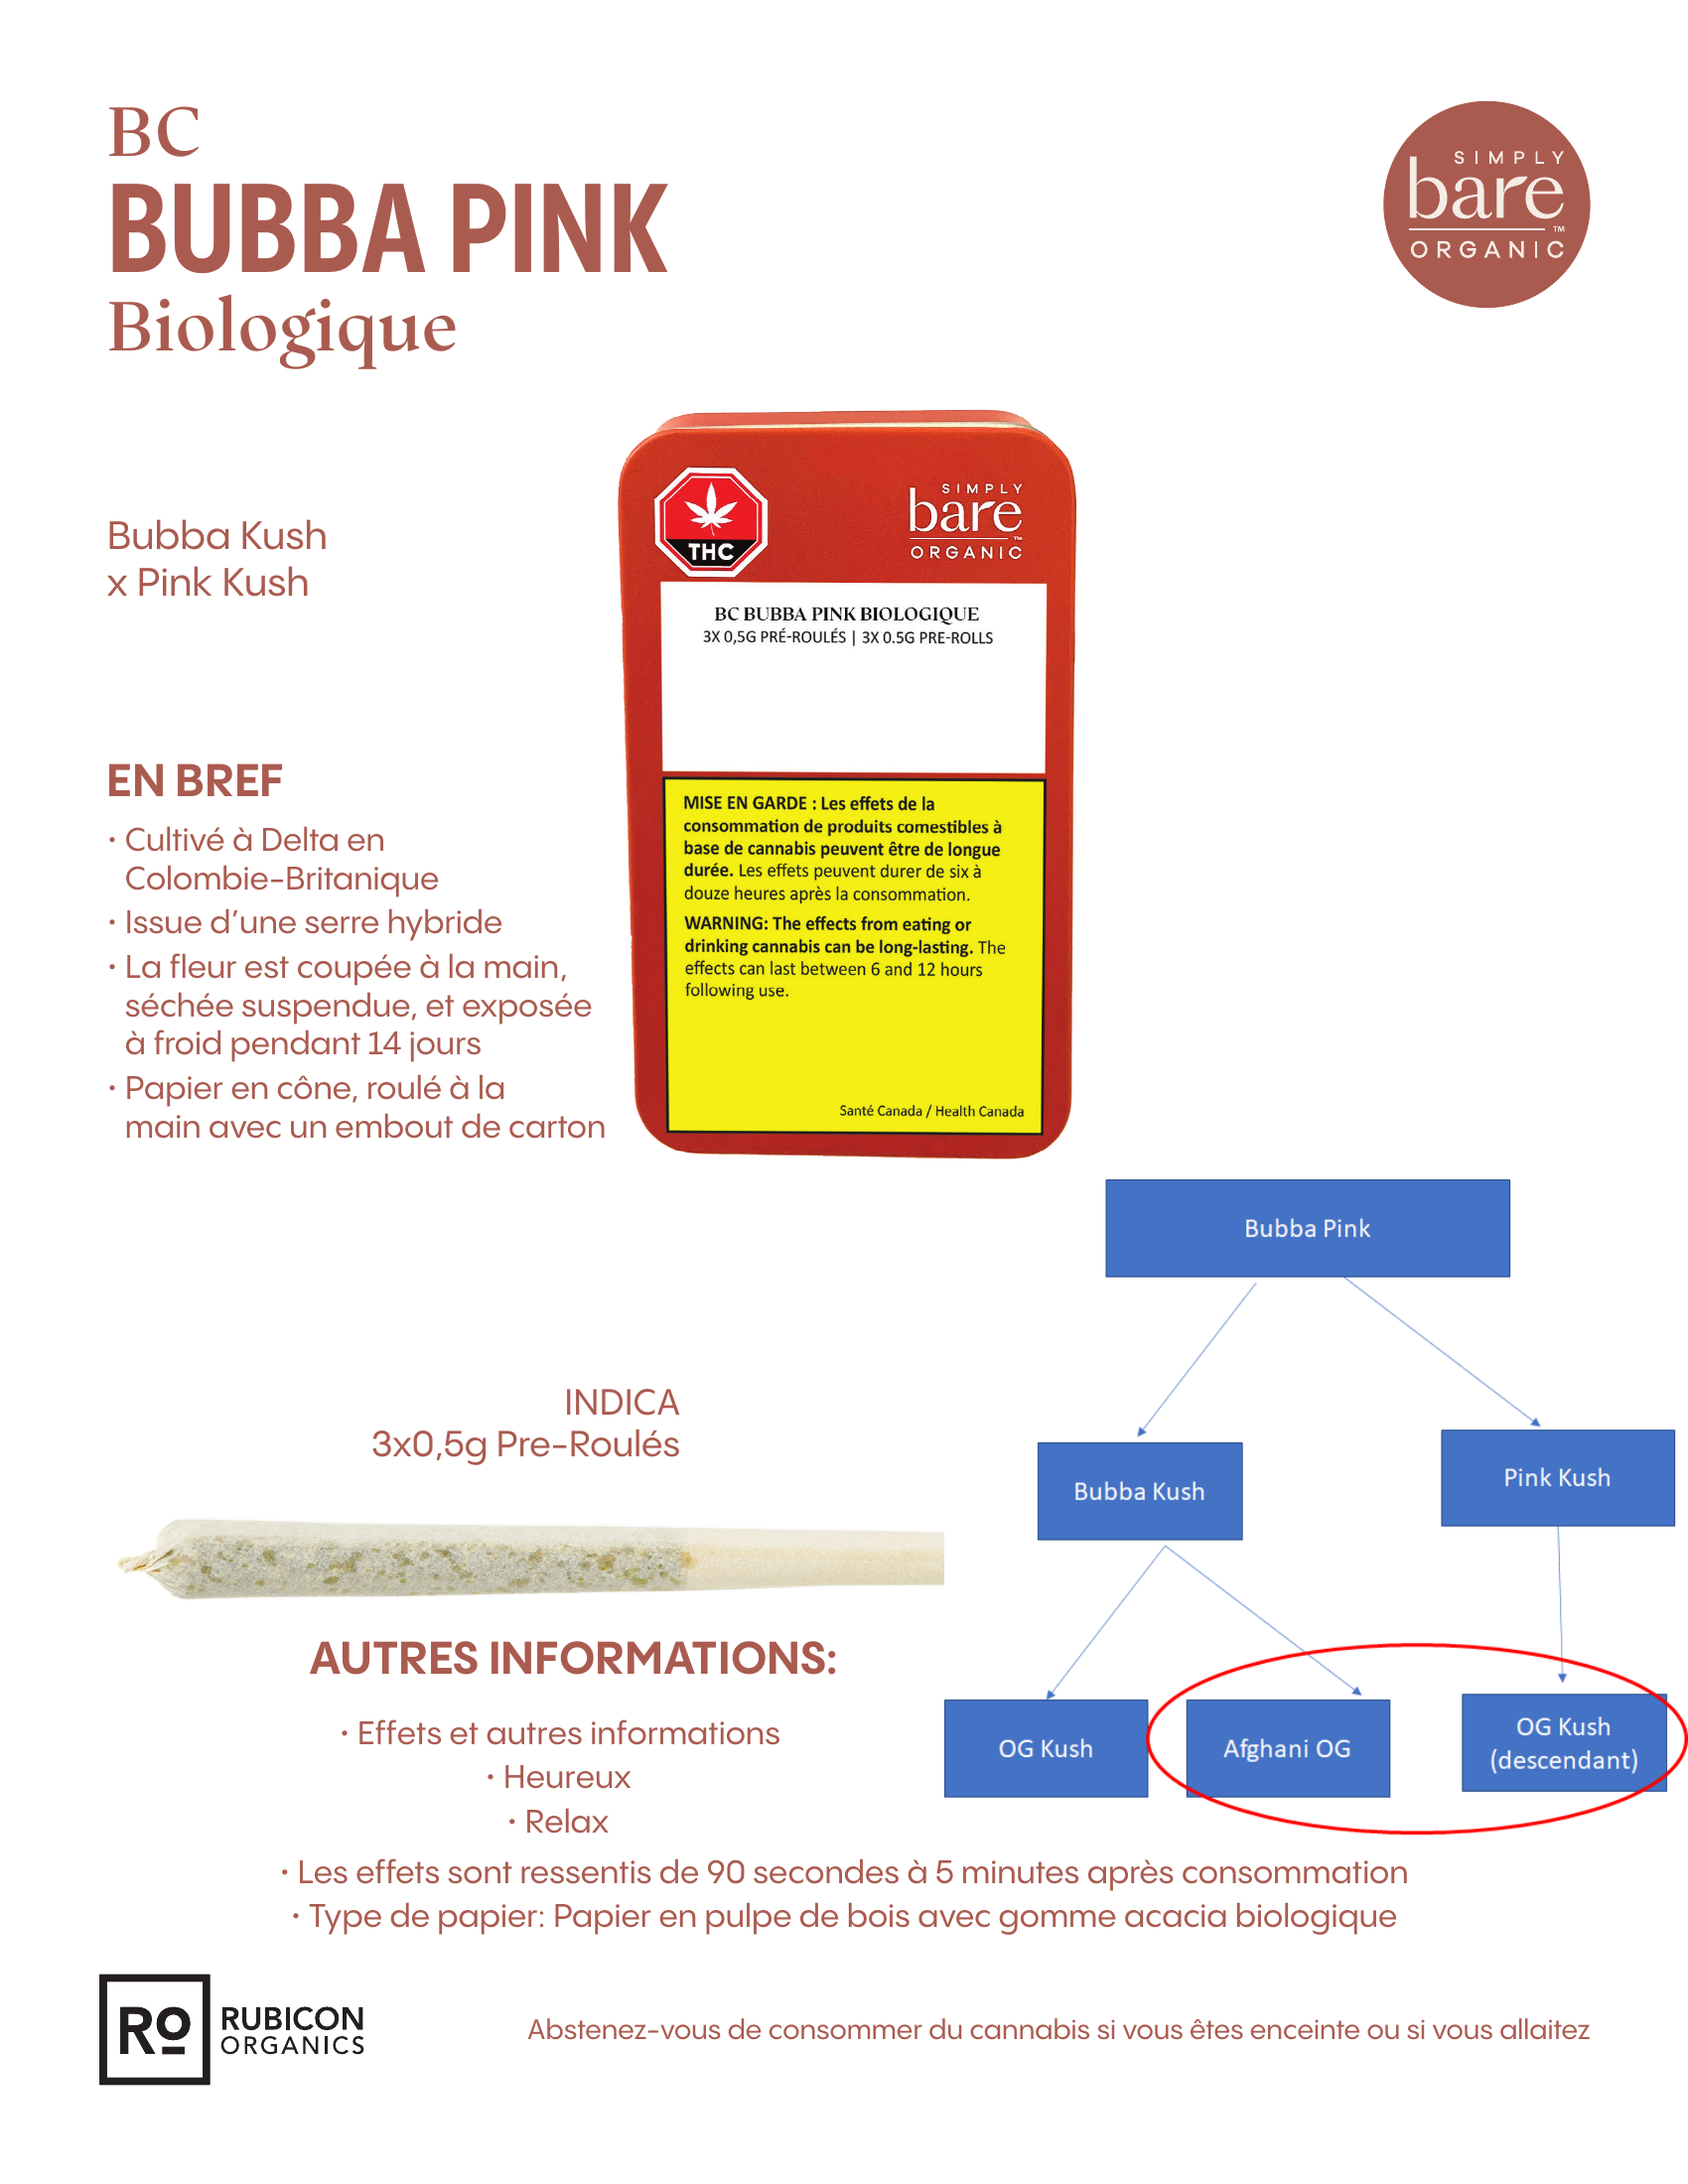 BC
BUBBA PINK
Biologique
SIMPLY
bare
™
ORGANIC
Bubba Kush
x Pink Kush
THC
SIMPLY
bare
™
ORGANIC
BC BUBBA PINK BIOLOGIQUE
3X 0,5G PRÉ-ROULÉS | 3X 0.5G PRE-ROLLS
MISE EN GARDE : Les effets de la
consommation de produits comestibles à
base de cannabis peuvent être de longue
durée. Les effets peuvent durer de six à
douze heures après la consommation.
WARNING: The effects from eating or
drinking cannabis can be long-lasting. The
effects can last between 6 and 12 hours
following use.
Santé Canada / Health Canada
EN BREF
· Cultivé à Delta en
Colombie-Britanique
· Issue d’une serre hybride
· La fleur est coupée à la main,
séchée suspendue, et exposée
à froid pendant 14 jours
· Papier en cône, roulé à la
main avec un embout de carton
INDICA
3x0,5g Pre-Roulés
Bubba Pink
Bubba Kush
Pink Kush
OG Kush
Afghani OG
OG Kush
(descendant)
AUTRES INFORMATIONS:
· Effets et autres informations
· Heureux
· Relax
· Les effets sont ressentis de 90 secondes à 5 minutes après consommation
· Type de papier: Papier en pulpe de bois avec gomme acacia biologique
RO
RUBICON
ORGANICS
Abstenez-vous de consommer du cannabis si vous êtes enceinte ou si vous allaitez